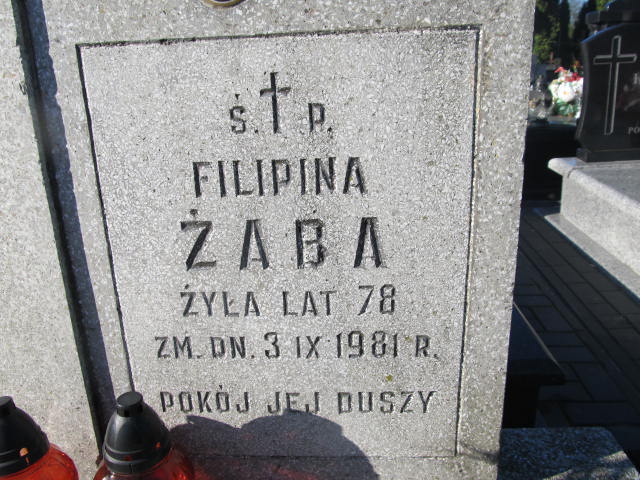 Ś. † P.
FILIPINA
ŻABA
ŻYŁA LAT 78
ZM. DN. 3 IX 1981 R.
POKÓJ JEJ DUSZY